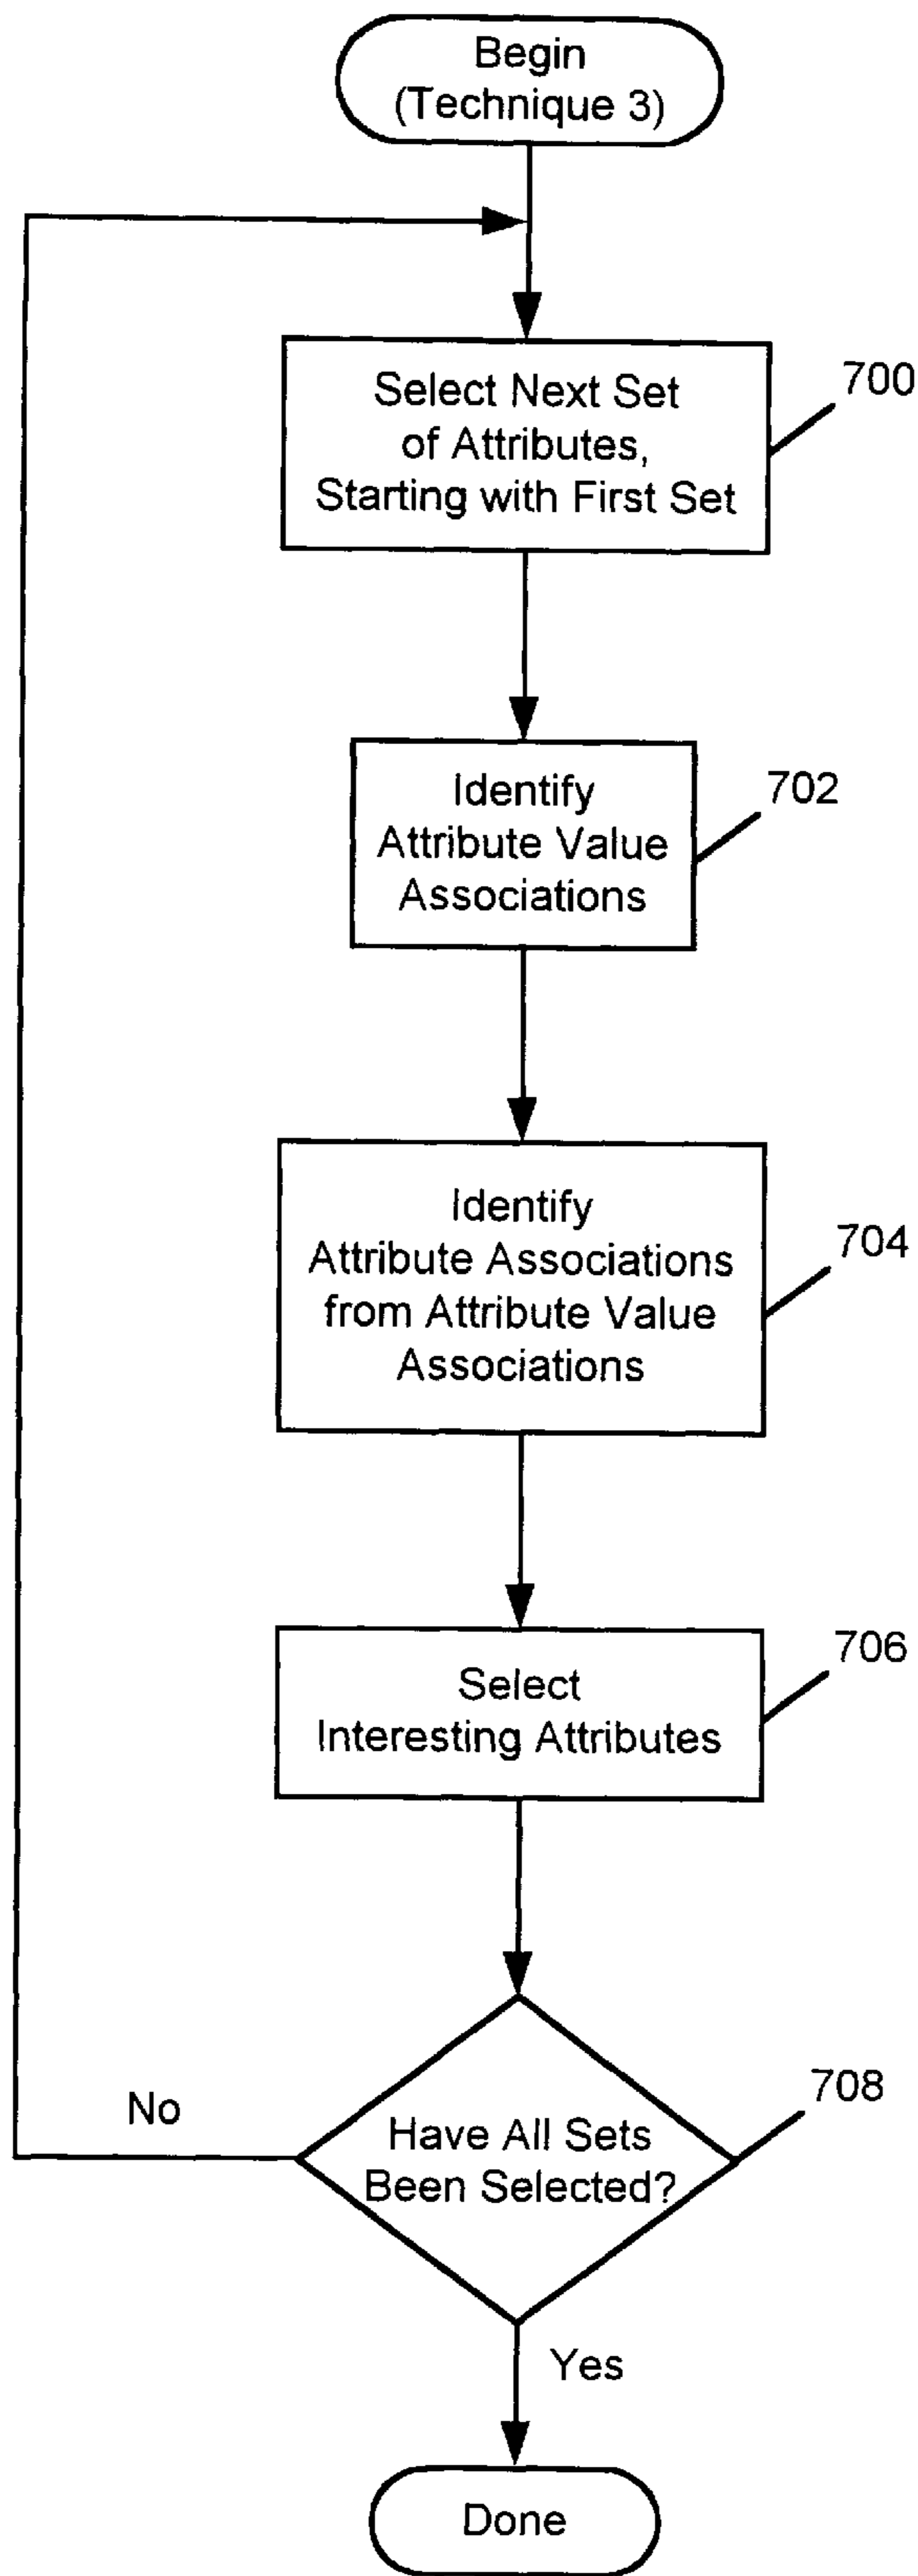 Begin
(Technique 3)
Select Next Set
of Attributes,
Starting with First Set
700
Identify
Attribute Value
Associations
702
Identify
Attribute Associations
from Attribute Value
Associations
704
Select
Interesting Attributes
706
Have All Sets
Been Selected?
708
No
Yes
Done